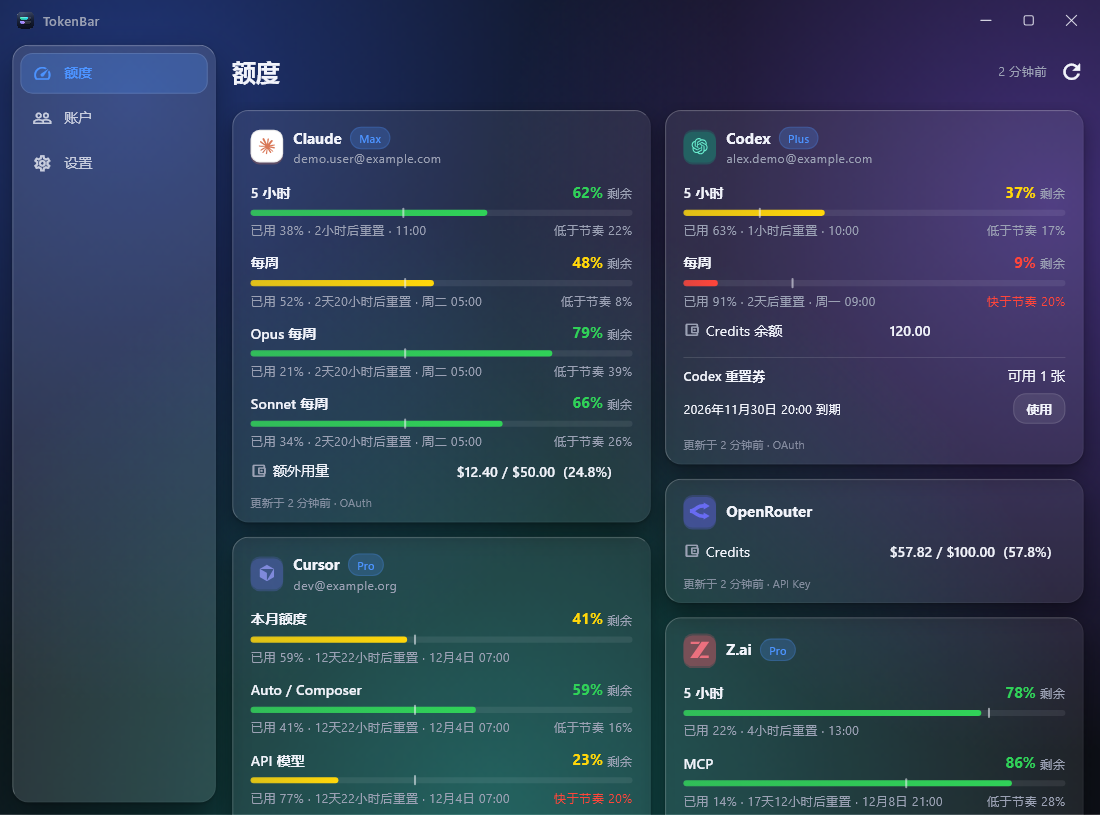 TokenBar
额度
账户
设置
额度
2 分钟前
Claude Max
demo.user@example.com
5 小时 62% 剩余
已用 38% · 2小时后重置 · 11:00 低于节奏 22%
每周 48% 剩余
已用 52% · 2天20小时后重置 · 周二 05:00 低于节奏 8%
Opus 每周 79% 剩余
已用 21% · 2天20小时后重置 · 周二 05:00 低于节奏 39%
Sonnet 每周 66% 剩余
已用 34% · 2天20小时后重置 · 周二 05:00 低于节奏 26%
额外用量 $12.40 / $50.00 (24.8%)
更新于 2 分钟前 · OAuth
Cursor Pro
dev@example.org
本月额度 41% 剩余
已用 59% · 12天22小时后重置 · 12月4日 07:00
Auto / Composer 59% 剩余
已用 41% · 12天22小时后重置 · 12月4日 07:00 低于节奏 16%
API 模型 23% 剩余
已用 77% · 12天22小时后重置 · 12月4日 07:00 快于节奏 20%
Codex Plus
alex.demo@example.com
5 小时 37% 剩余
已用 63% · 1小时后重置 · 10:00 低于节奏 17%
每周 9% 剩余
已用 91% · 2天后重置 · 周一 09:00 快于节奏 20%
Credits 余额 120.00
Codex 重置券 可用 1 张
2026年11月30日 20:00 到期 使用
更新于 2 分钟前 · OAuth
OpenRouter
Credits $57.82 / $100.00 (57.8%)
更新于 2 分钟前 · API Key
Z.ai Pro
5 小时 78% 剩余
已用 22% · 4小时后重置 · 13:00
MCP 86% 剩余
已用 14% · 17天12小时后重置 · 12月8日 21:00 低于节奏 28%